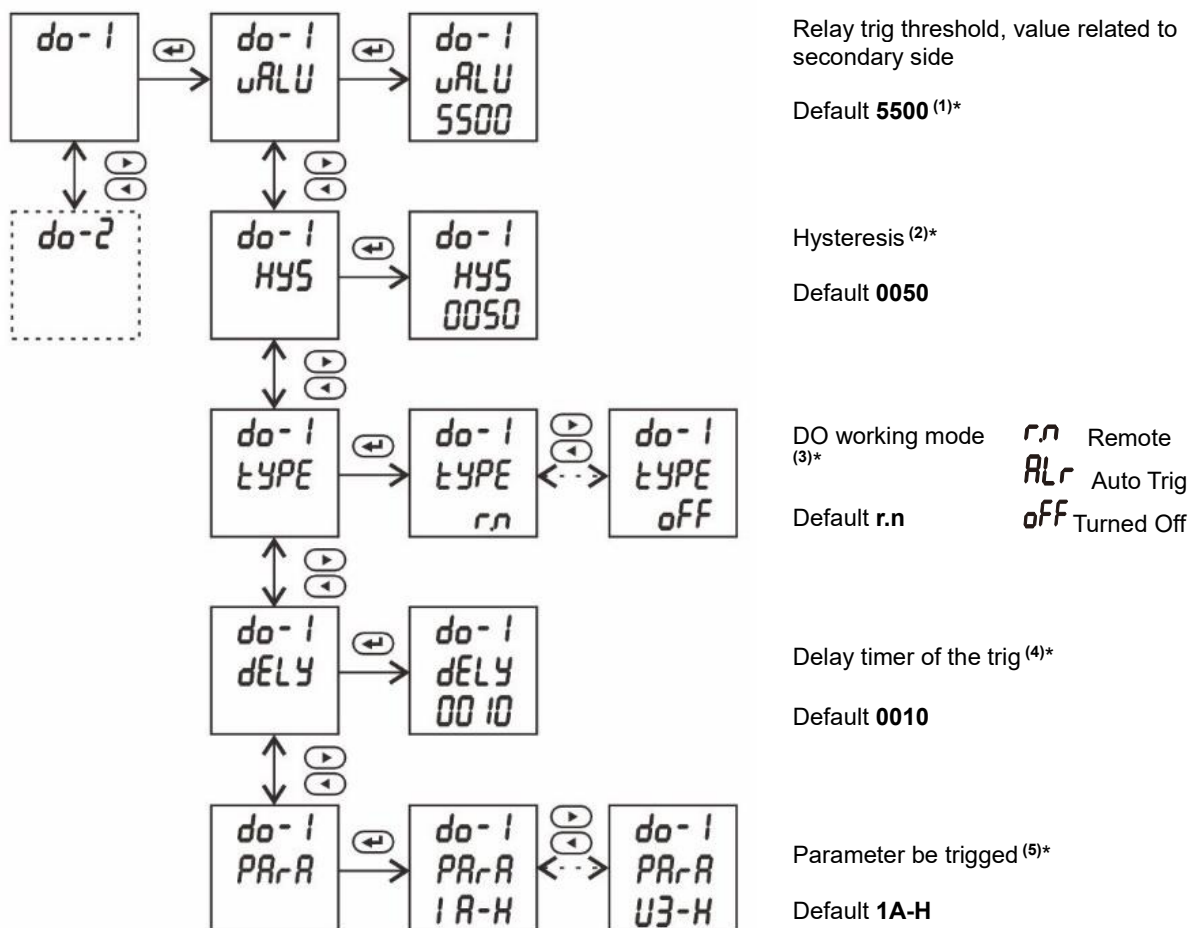 do-1
do-1
vALU
do-1
vALU
5500
Relay trig threshold, value related to
secondary side
Default 5500 (1)*
do-2
do-1
HYS
do-1
HYS
0050
Hysteresis (2)*
Default 0050
do-1
tYPE
do-1
tYPE
r.n
do-1
tYPE
oFF
DO working mode
(3)*
Default r.n
r.n Remote
ALr Auto Trig
oFF Turned Off
do-1
dELY
do-1
dELY
0010
Delay timer of the trig (4)*
Default 0010
do-1
PArA
do-1
PArA
1A-H
do-1
PArA
U3-H
Parameter be trigged (5)*
Default 1A-H